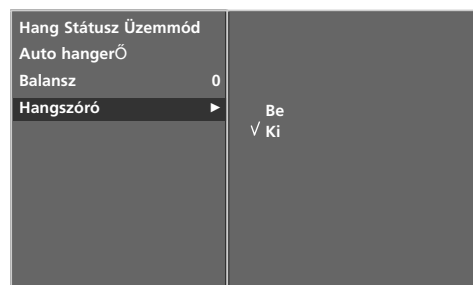 Hang Státusz Üzemmód
Auto hangerŐ
Balansz 0
Hangszóró ►
Be
√ Ki